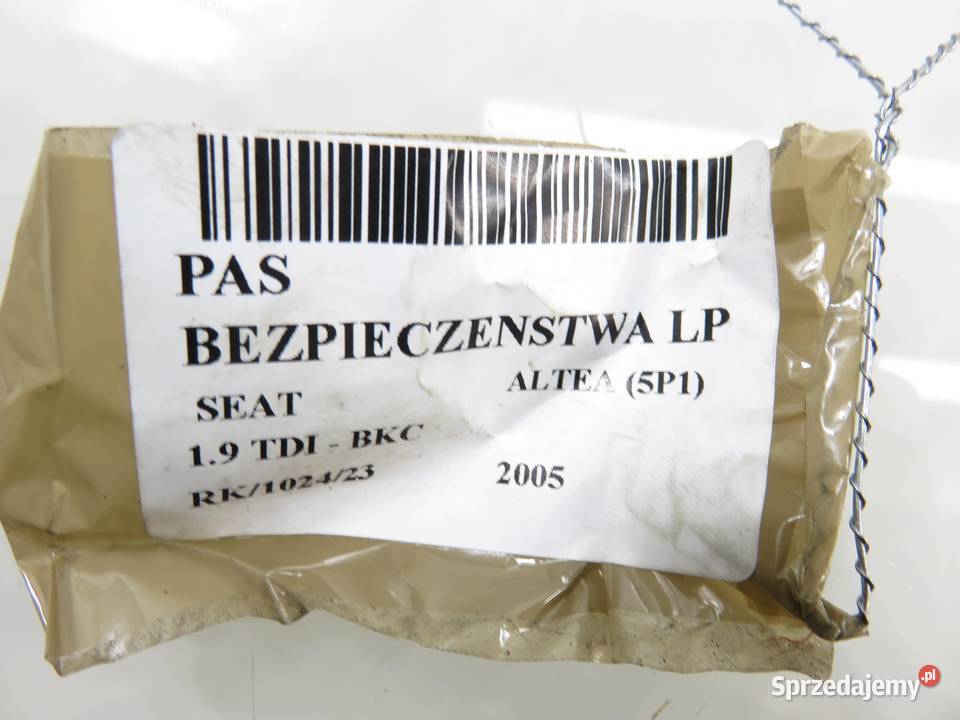 PAS
BEZPIECZENSTWA LP
SEAT ALTEA (5P1)
1.9 TDI - BKC
RK/1024/23 2005
Sprzedajemy.pl